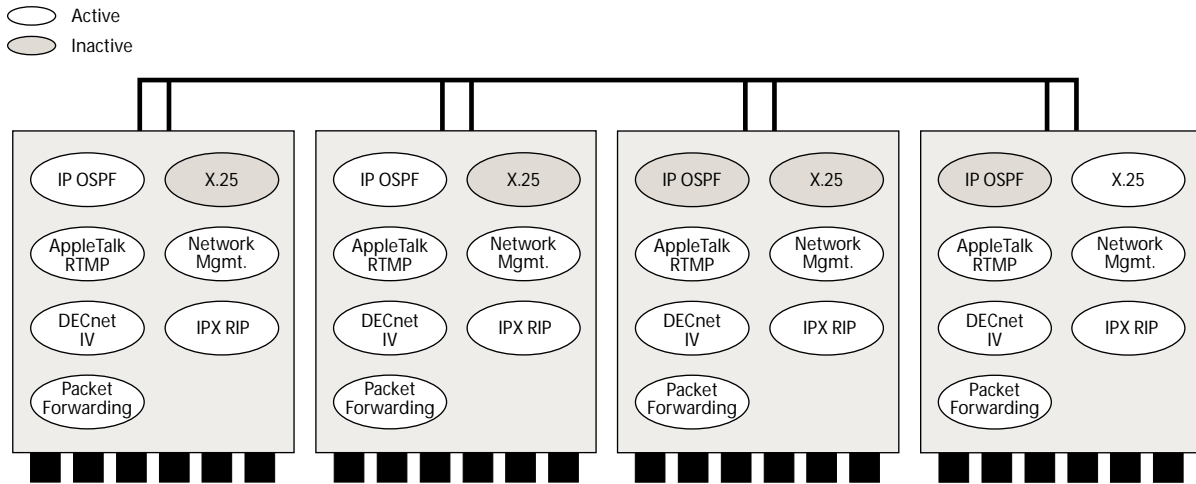 Active
Inactive
IP OSPF
X.25
AppleTalk
RTMP
Network
Mgmt.
DECnet
IV
IPX RIP
Packet
Forwarding
IP OSPF
X.25
AppleTalk
RTMP
Network
Mgmt.
DECnet
IV
IPX RIP
Packet
Forwarding
IP OSPF
X.25
AppleTalk
RTMP
Network
Mgmt.
DECnet
IV
IPX RIP
Packet
Forwarding
IP OSPF
X.25
AppleTalk
RTMP
Network
Mgmt.
DECnet
IV
IPX RIP
Packet
Forwarding